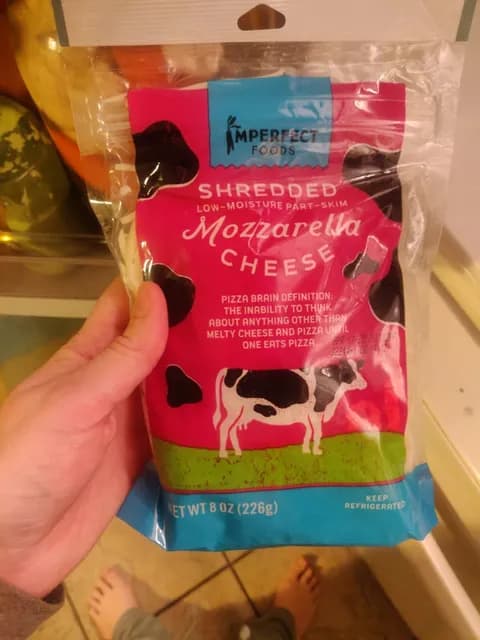 IMPERFECT
FOODS
SHREDDED
LOW-MOISTURE PART-SKIM
Mozzarella
CHEESE
PIZZA BRAIN DEFINITION:
THE INABILITY TO THINK
ABOUT ANYTHING OTHER THAN
MELTY CHEESE AND PIZZA UNTIL
ONE EATS PIZZA.
NET WT 8 OZ (226g)
KEEP
REFRIGERATED